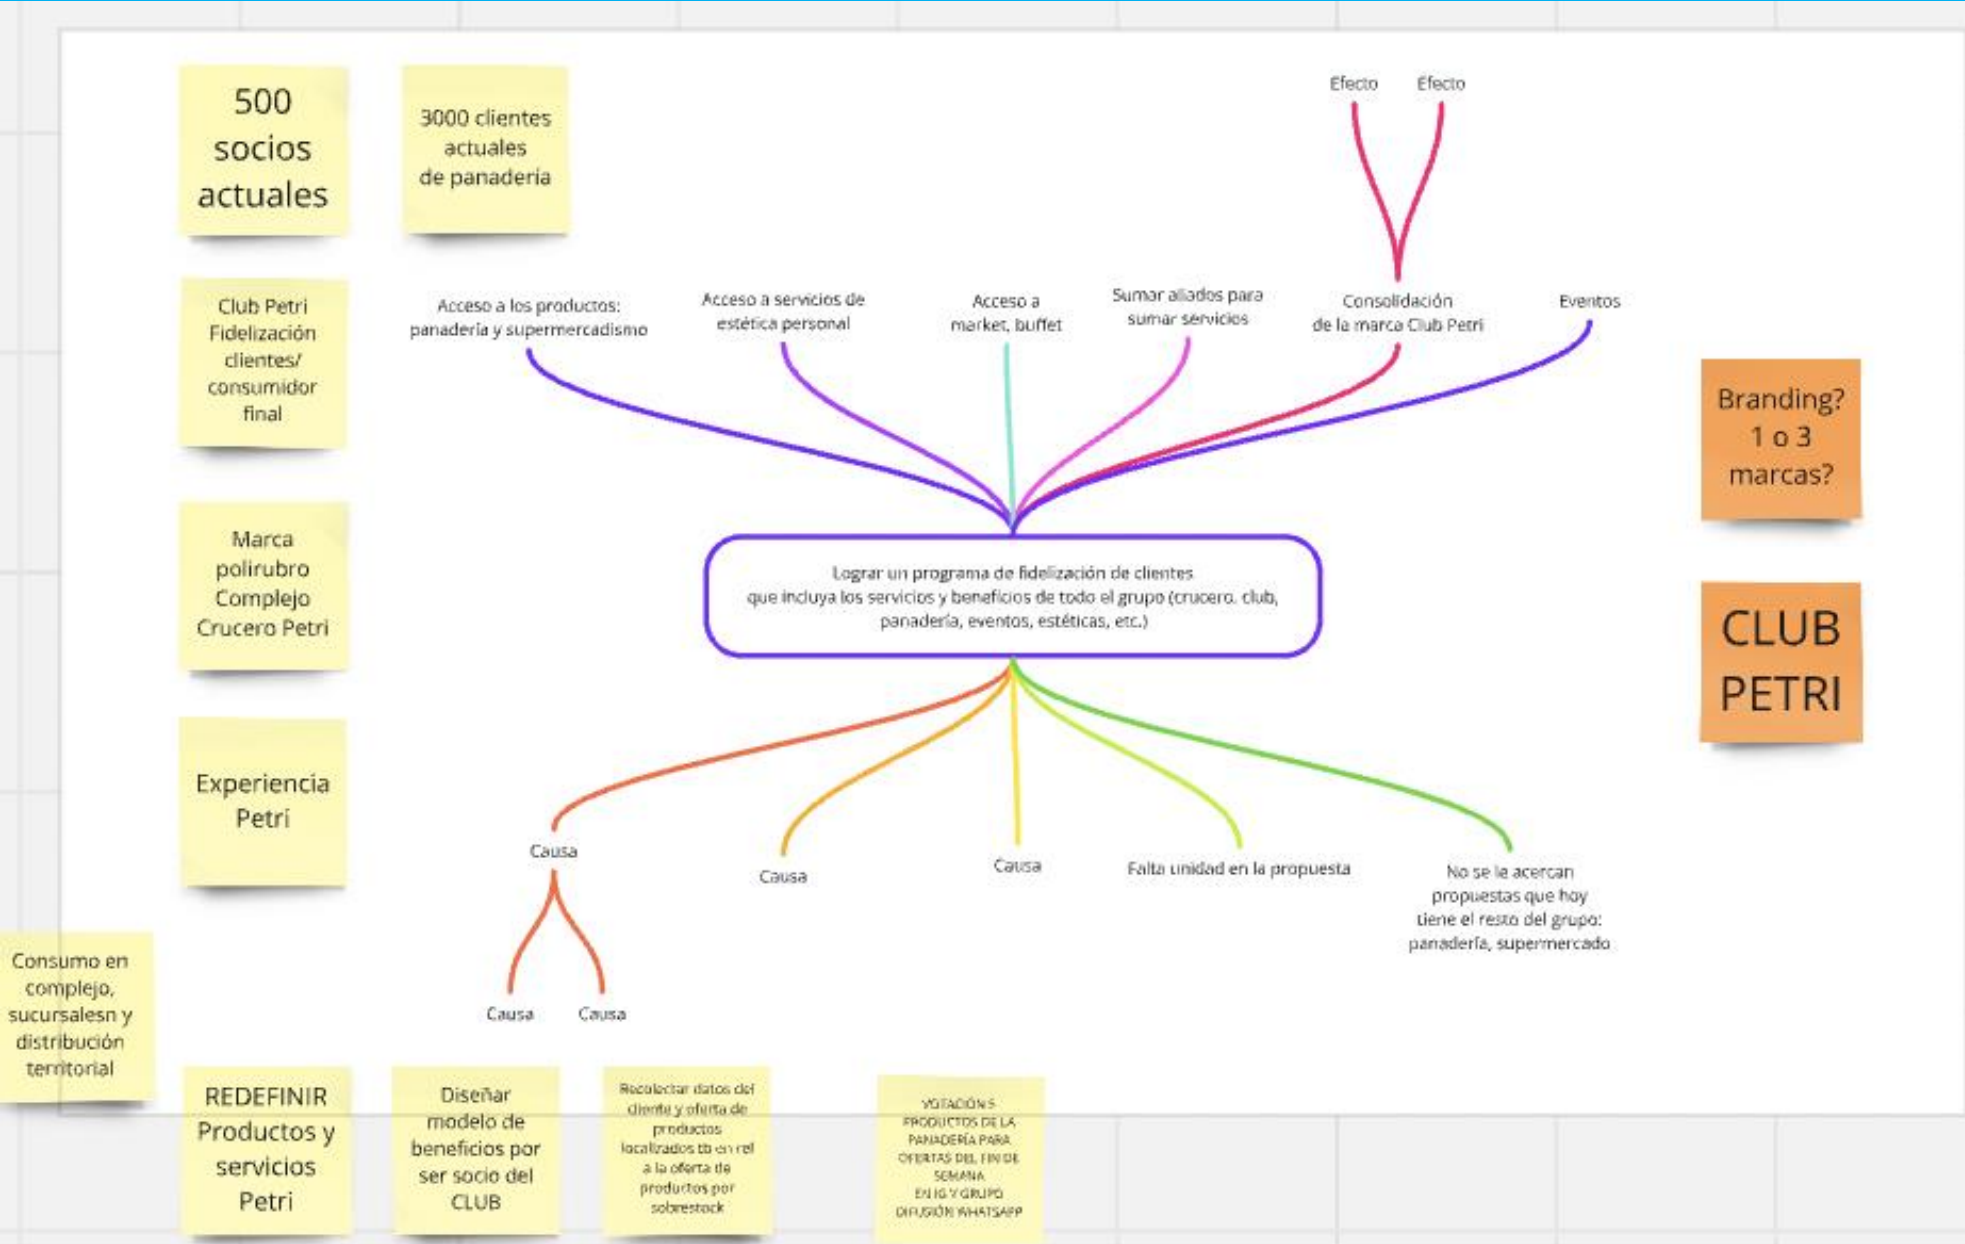 500
socios
actuales
3000 clientes
actuales
de panadería
Efecto
Efecto
Club Petri
Fidelización
clientes/
consumidor
final
Acceso a los productos:
panadería y supermercadismo
Acceso a servicios de
estética personal
Acceso a
market, buffet
Sumar aliados para
sumar servicios
Consolidación
de la marca Club Petri
Eventos
Branding?
1 o 3
marcas?
Marca
polirubro
Complejo
Crucero Petri
Lograr un programa de fidelización de clientes
que incluya los servicios y beneficios de todo el grupo (crucero, club,
panadería, eventos, estéticas, etc.)
CLUB
PETRI
Experiencia
Petri
Causa
Causa
Causa
Falta unidad en la propuesta
No se le acercan
propuestas que hoy
tiene el resto del grupo:
panadería, supermercado
Causa
Causa
Consumo en
complejo,
sucursalesn y
distribución
territorial
REDEFINIR
Productos y
servicios
Petri
Diseñar
modelo de
beneficios por
ser socio del
CLUB
Recolectar datos del
cliente y oferta de
productos
localizados tb en rel
a la oferta de
productos por
sobrestock
VOTACIÓN 5
PRODUCTOS DE LA
PANADERÍA PARA
OFERTAS DEL FIN DE
SEMANA
EN IG Y GRUPO
DIFUSIÓN WHATSAPP